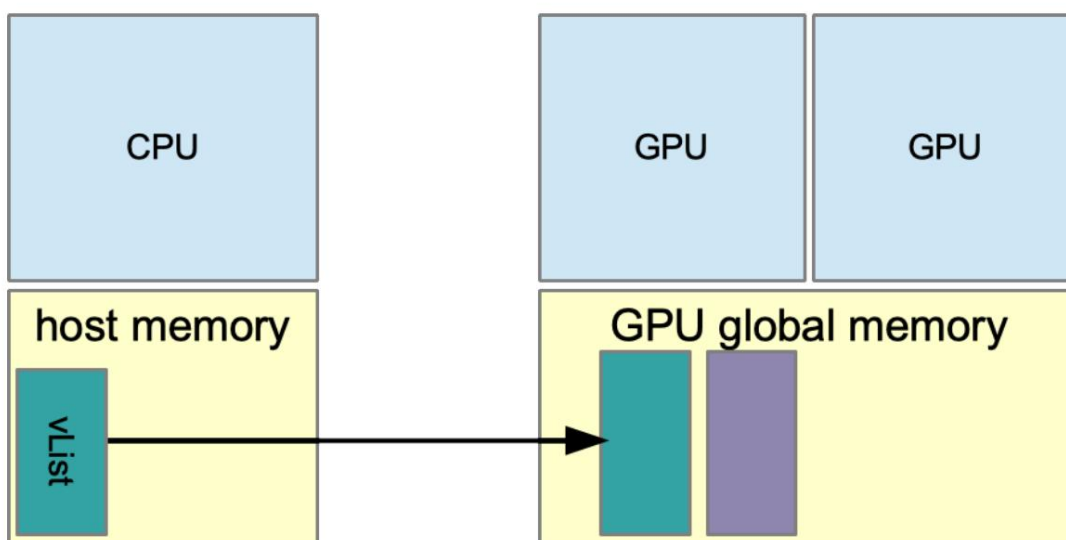 CPU
GPU
GPU
host memory
GPU global memory
vList